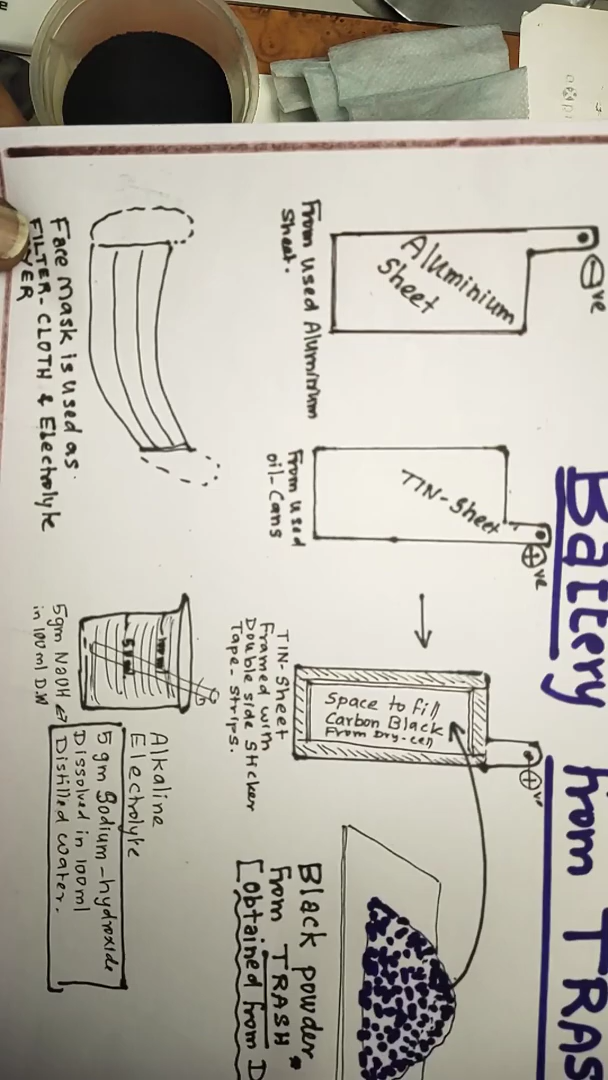 Battery from TRAS
⊖ve
Aluminium
Sheet
From used Aluminium
Sheet.
⊕ve
TIN-Sheet
From used
oil-Cans
⊕ve
Space to fill
Carbon Black
From Dry-cell
TIN-Sheet
Framed with
Double side Sticker
Tape-Strips.
Black powder
from TRASH
[Obtained from D
Face mask is used as
FILTER-CLOTH & Electrolyte
5gm NaOH
in 100ml D.W
Alkaline
Electrolyte
5gm Sodium-hydroxide
Dissolved in 100ml
Distilled water.